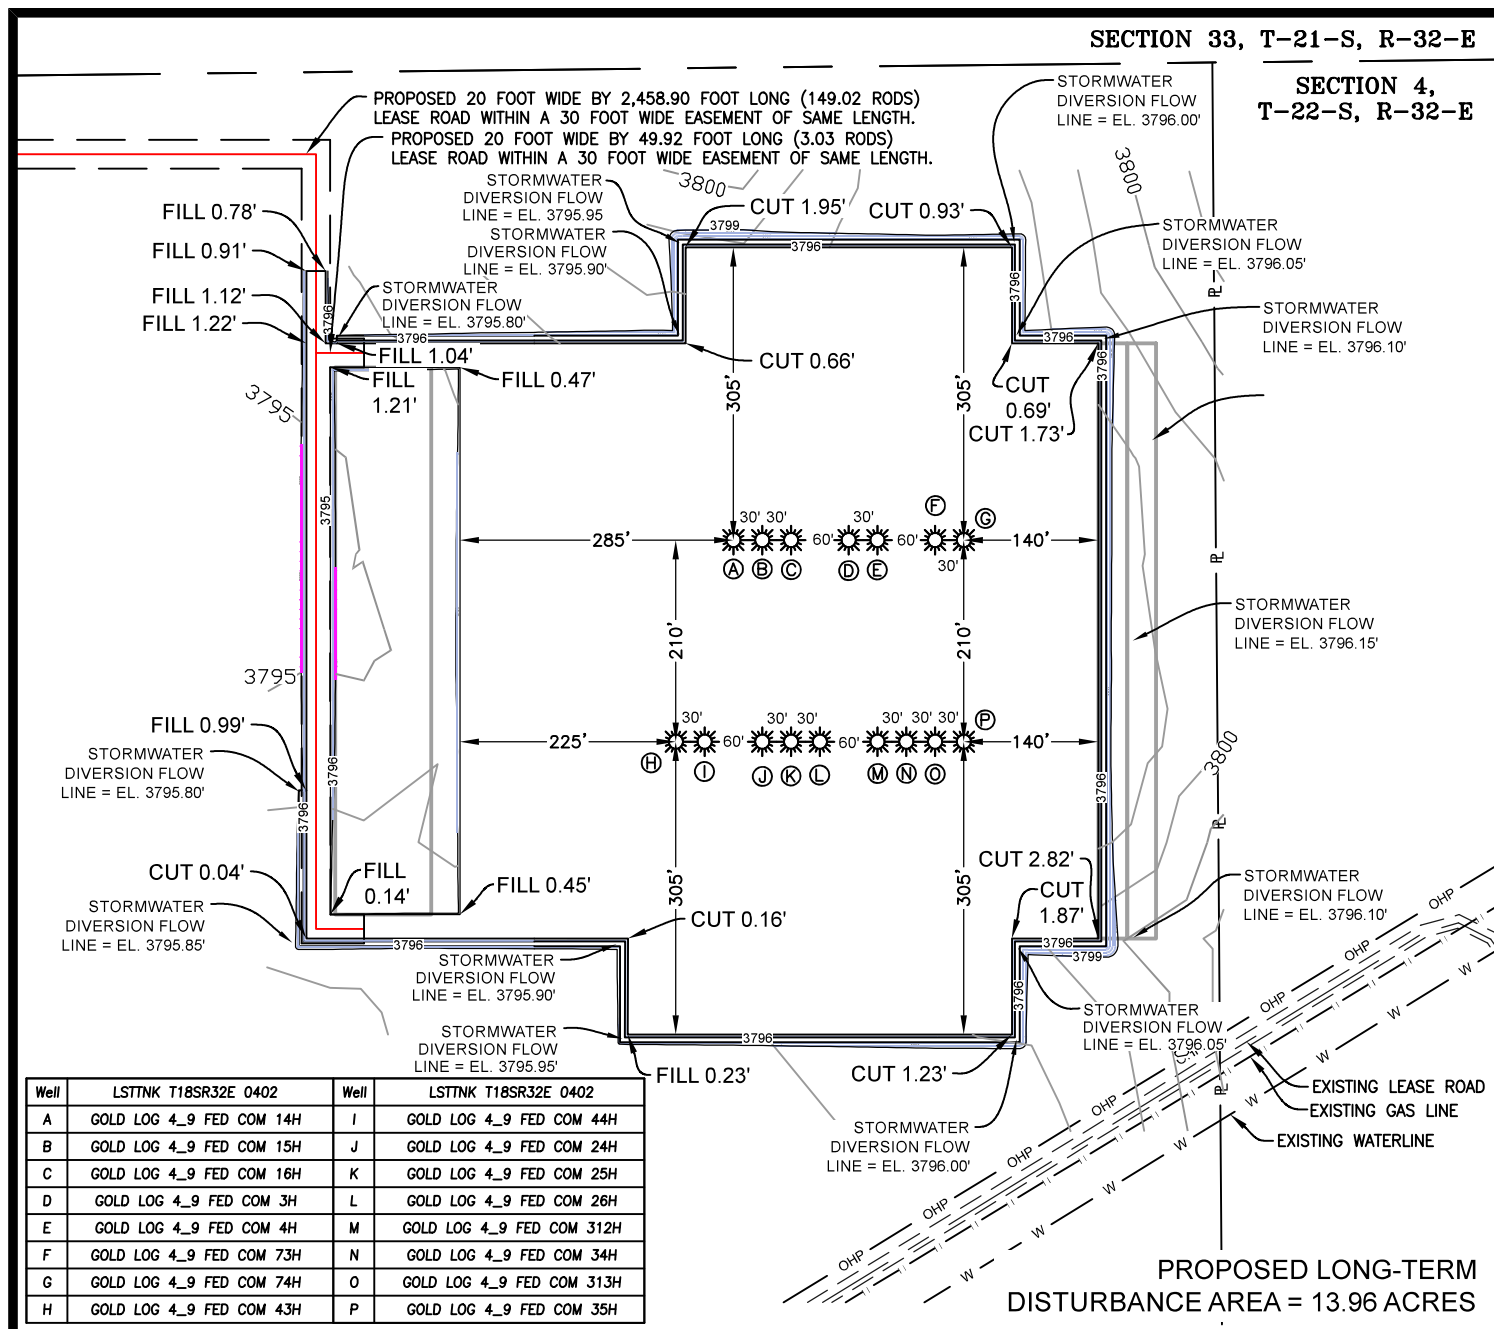 SECTION 33, T-21-S, R-32-E
SECTION 4,
T-22-S, R-32-E
PROPOSED 20 FOOT WIDE BY 2,458.90 FOOT LONG (149.02 RODS)
LEASE ROAD WITHIN A 30 FOOT WIDE EASEMENT OF SAME LENGTH.
PROPOSED 20 FOOT WIDE BY 49.92 FOOT LONG (3.03 RODS)
LEASE ROAD WITHIN A 30 FOOT WIDE EASEMENT OF SAME LENGTH.
STORMWATER
DIVERSION FLOW
LINE = EL. 3796.00'
3800
3800
STORMWATER
DIVERSION FLOW
LINE = EL. 3795.95
STORMWATER
DIVERSION FLOW
LINE = EL. 3795.90'
STORMWATER
DIVERSION FLOW
LINE = EL. 3795.80'
FILL 0.78'
FILL 0.91'
FILL 1.12'
FILL 1.22'
CUT 1.95'
CUT 0.93'
3799
3796
3796
3796
3796
3796
3796
STORMWATER
DIVERSION FLOW
LINE = EL. 3796.05'
PL
STORMWATER
DIVERSION FLOW
LINE = EL. 3796.10'
FILL 1.04'
FILL
1.21'
FILL 0.47'
CUT 0.66'
CUT
0.69'
CUT 1.73'
3795
305'
305'
3795
30'
30'
30'
F
G
285'
60'
60'
140'
30'
A
B
C
D
E
PL
STORMWATER
DIVERSION FLOW
LINE = EL. 3796.15'
210'
210'
3795
FILL 0.99'
STORMWATER
DIVERSION FLOW
LINE = EL. 3795.80'
30'
30'
30'
30'
30'
30'
P
225'
60'
60'
140'
H
I
J
K
L
M
N
O
3800
3796
3796
3796
PL
CUT 0.04'
STORMWATER
DIVERSION FLOW
LINE = EL. 3795.85'
FILL
0.14'
FILL 0.45'
305'
305'
CUT 2.82'
CUT
1.87'
CUT 0.16'
STORMWATER
DIVERSION FLOW
LINE = EL. 3796.10'
3796
3796
3799
3796
3796
STORMWATER
DIVERSION FLOW
LINE = EL. 3795.90'
STORMWATER
DIVERSION FLOW
LINE = EL. 3795.95'
STORMWATER
DIVERSION FLOW
LINE = EL. 3796.05'
FILL 0.23'
CUT 1.23'
STORMWATER
DIVERSION FLOW
LINE = EL. 3796.00'
OHP
OHP
OHP
OHP
OHP
OHP
W
W
W
W
W
W
W
W
PL
EXISTING LEASE ROAD
EXISTING GAS LINE
EXISTING WATERLINE
Well LSTTNK T18SR32E 0402 Well LSTTNK T18SR32E 0402
A GOLD LOG 4_9 FED COM 14H I GOLD LOG 4_9 FED COM 44H
B GOLD LOG 4_9 FED COM 15H J GOLD LOG 4_9 FED COM 24H
C GOLD LOG 4_9 FED COM 16H K GOLD LOG 4_9 FED COM 25H
D GOLD LOG 4_9 FED COM 3H L GOLD LOG 4_9 FED COM 26H
E GOLD LOG 4_9 FED COM 4H M GOLD LOG 4_9 FED COM 312H
F GOLD LOG 4_9 FED COM 73H N GOLD LOG 4_9 FED COM 34H
G GOLD LOG 4_9 FED COM 74H O GOLD LOG 4_9 FED COM 313H
H GOLD LOG 4_9 FED COM 43H P GOLD LOG 4_9 FED COM 35H
PROPOSED LONG-TERM
DISTURBANCE AREA = 13.96 ACRES